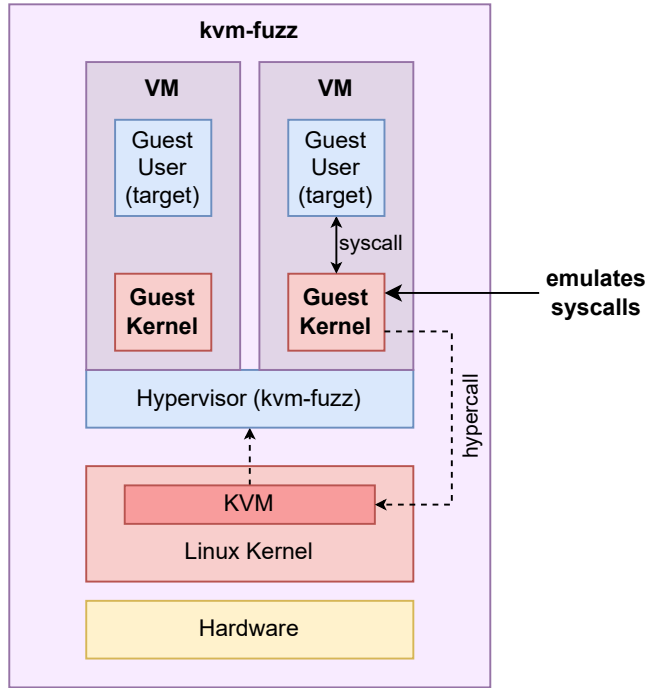 kvm-fuzz
VM
VM
Guest
User
(target)
Guest
User
(target)
syscall
Guest
Kernel
Guest
Kernel
emulates
syscalls
Hypervisor (kvm-fuzz)
hypercall
KVM
Linux Kernel
Hardware